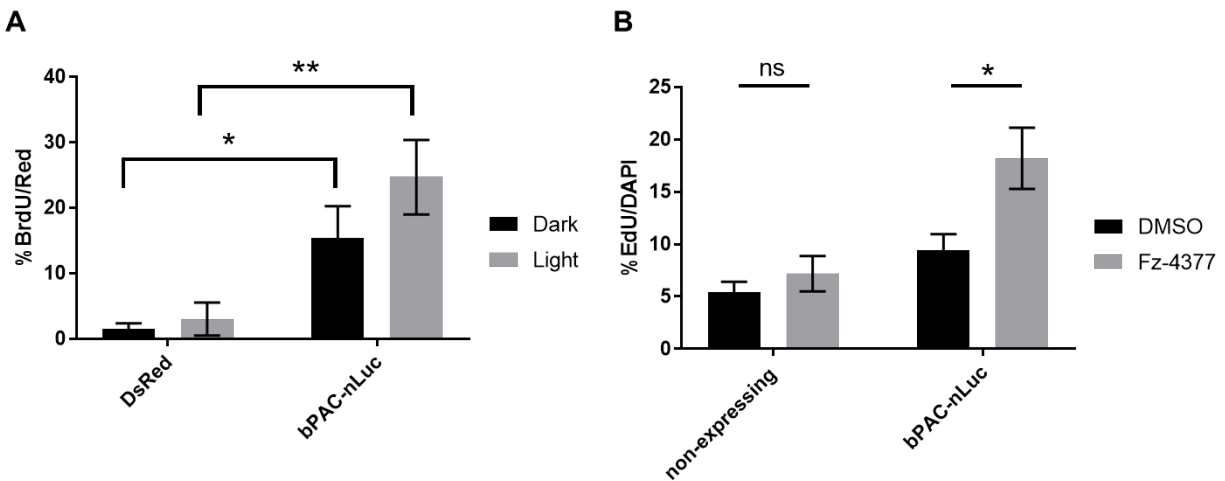 A
% BrdU/Red
40
30
20
10
0
*
**
DsRed
bPAC-nLuc
Dark
Light
B
% EdU/DAPI
25
20
15
10
5
0
ns
*
non-expressing
bPAC-nLuc
DMSO
Fz-4377